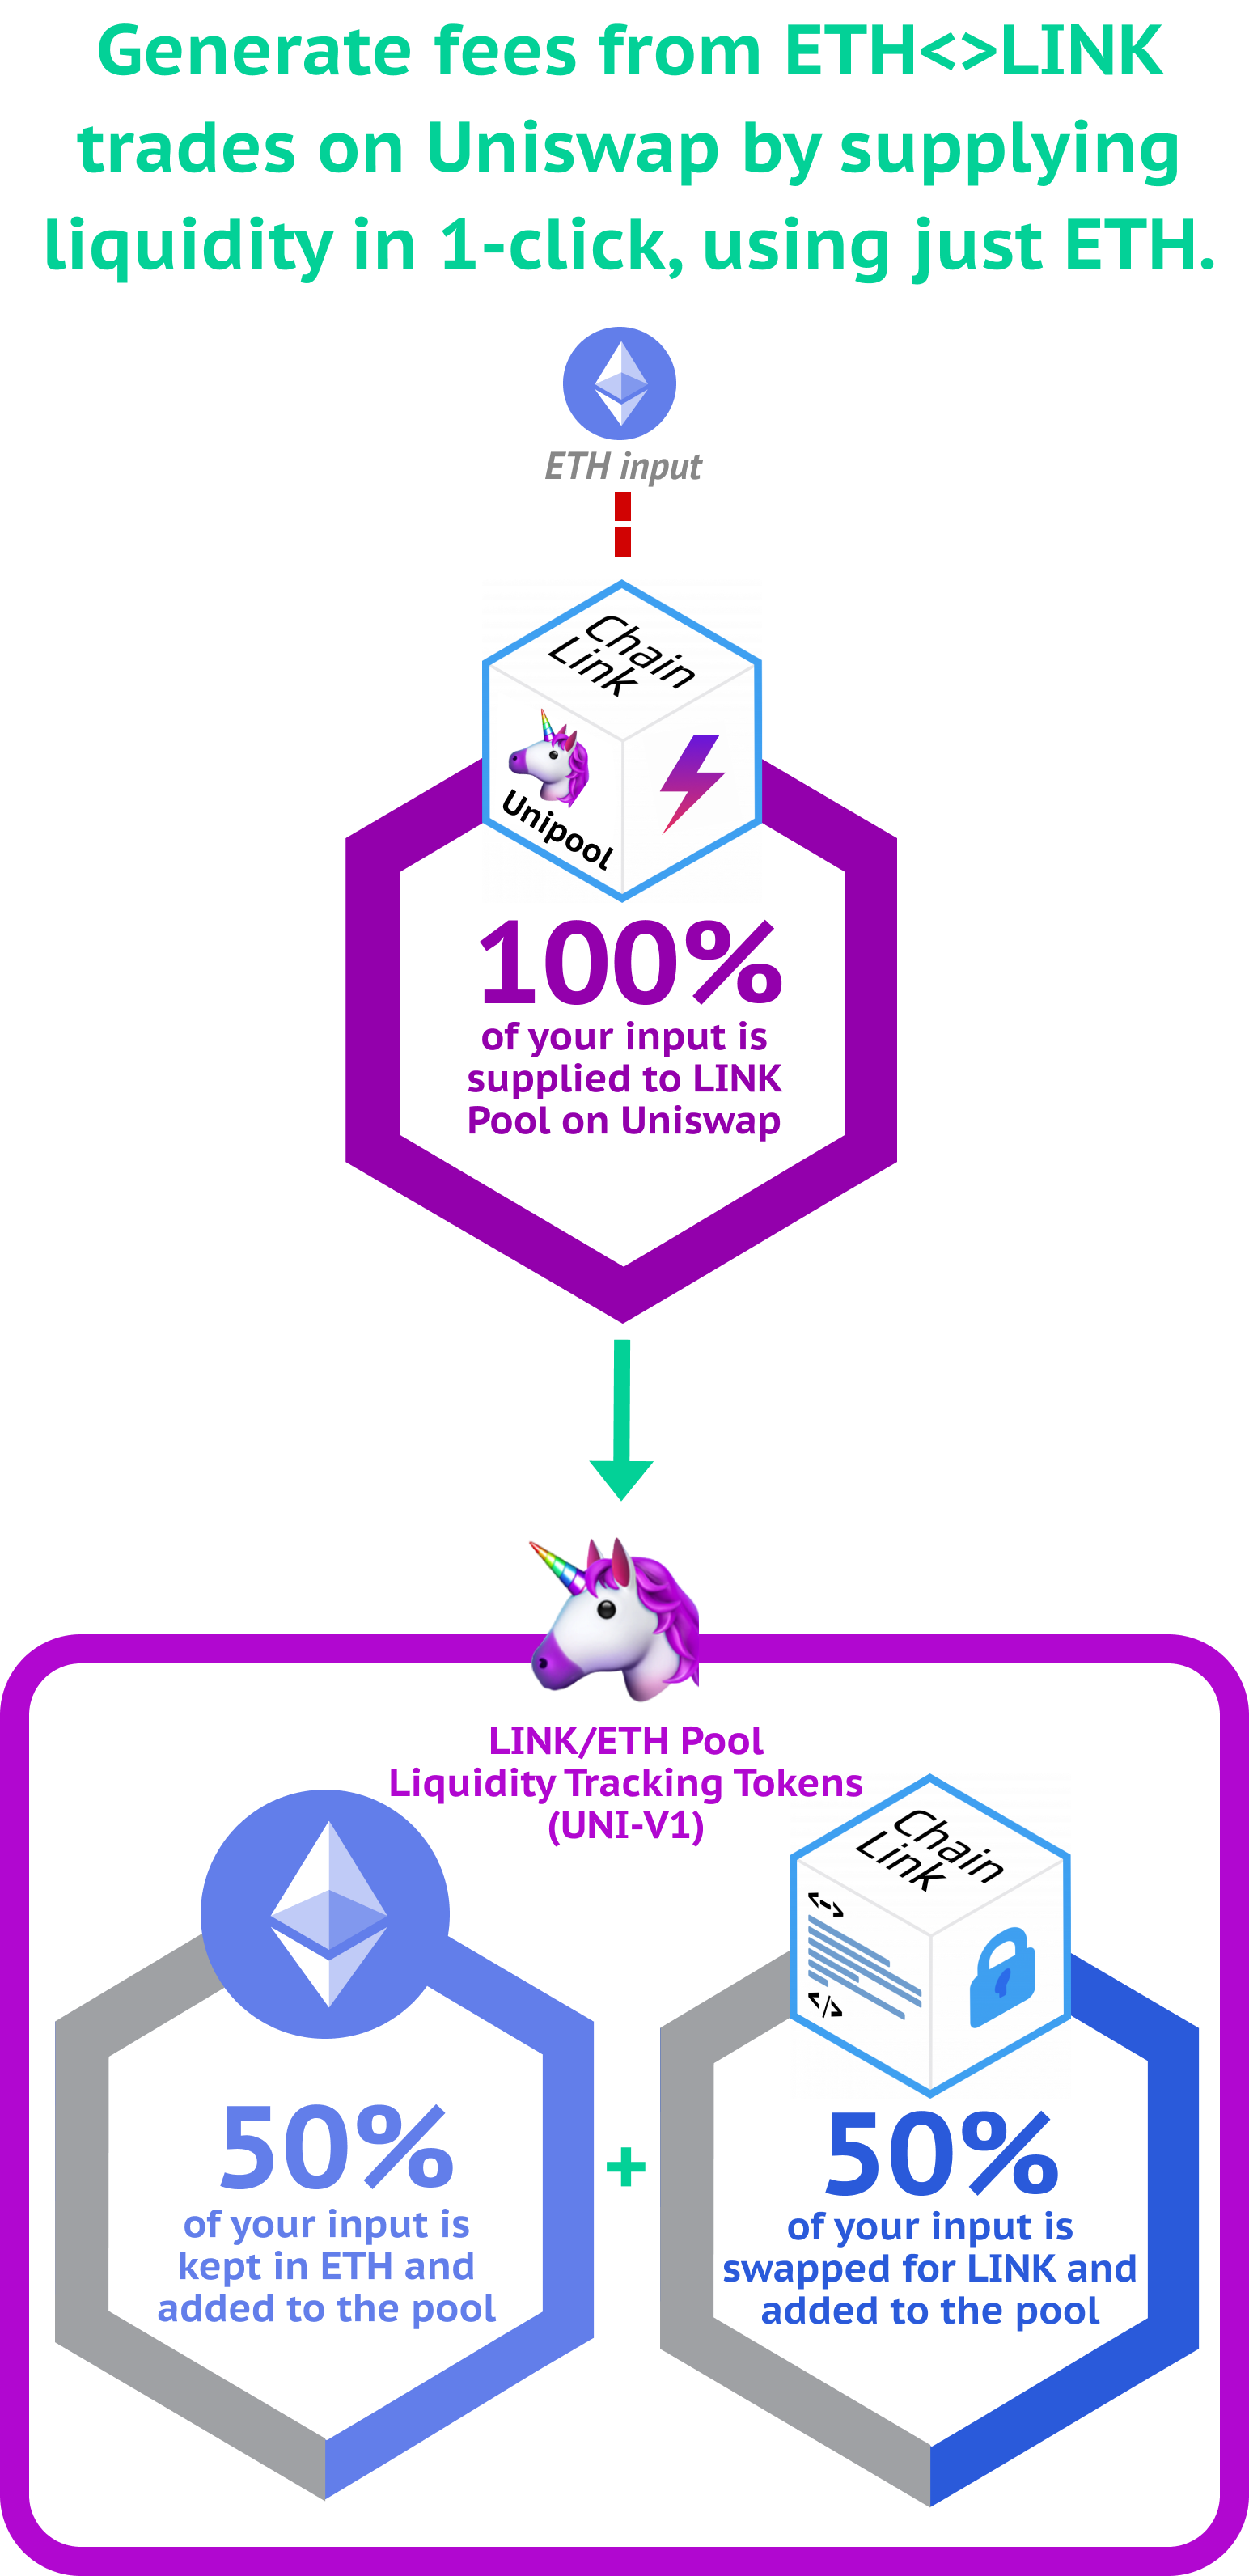 Generate fees from ETH<>LINK
trades on Uniswap by supplying
liquidity in 1-click, using just ETH.
ETH input
Chain
Link
Unipool
100%
of your input is
supplied to LINK
Pool on Uniswap
LINK/ETH Pool
Liquidity Tracking Tokens
(UNI-V1)
Chain
Link
<->
</>
50%
of your input is
kept in ETH and
added to the pool
+
50%
of your input is
swapped for LINK and
added to the pool